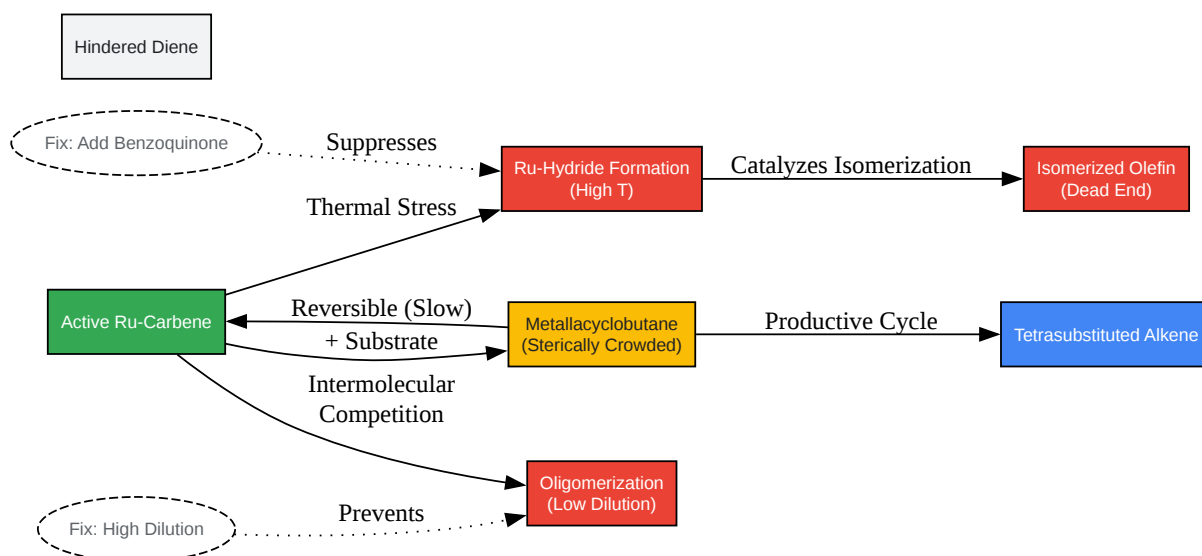 Hindered Diene
Fix: Add Benzoquinone
Suppresses
Ru-Hydride Formation
(High T)
Catalyzes Isomerization
Isomerized Olefin
(Dead End)
Thermal Stress
Active Ru-Carbene
Reversible (Slow)
+ Substrate
Metallacyclobutane
(Sterically Crowded)
Productive Cycle
Tetrasubstituted Alkene
Intermolecular
Competition
Oligomerization
(Low Dilution)
Fix: High Dilution
Prevents